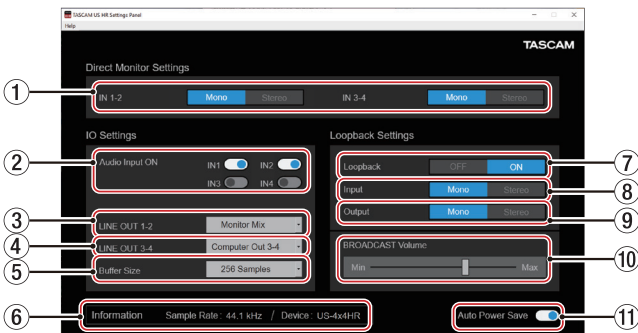 TASCAM US HR Settings Panel
Help
TASCAM
Direct Monitor Settings
1 IN 1-2 Mono Stereo IN 3-4 Mono Stereo
IO Settings
Loopback Settings
2 Audio Input ON IN1 IN2
IN3 IN4
Loopback OFF ON 7
Input Mono Stereo 8
Output Mono Stereo 9
3 LINE OUT 1-2 Monitor Mix
4 LINE OUT 3-4 Computer Out 3-4
5 Buffer Size 256 Samples
BROADCAST Volume
Min Max 10
6 Information Sample Rate : 44.1 kHz / Device : US-4x4HR
Auto Power Save 11